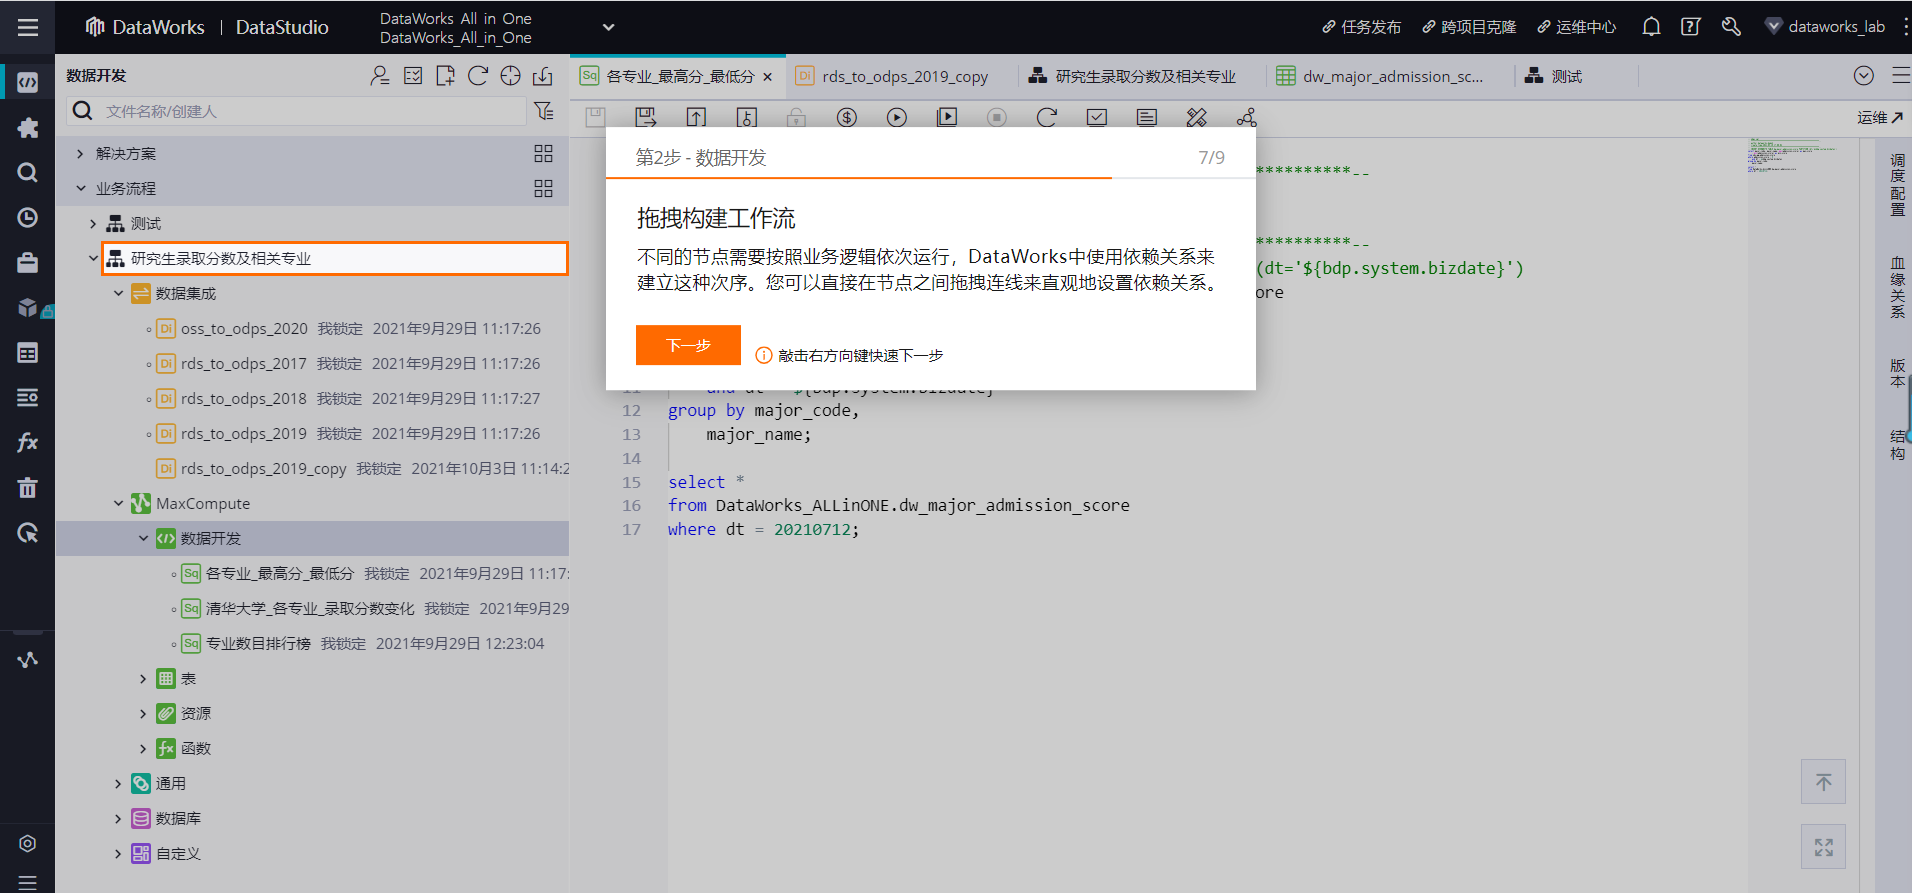 DataWorks | DataStudio
DataWorks All in One
DataWorks_All_in_One
任务发布
跨项目克隆
运维中心
dataworks_lab
数据开发
文件名称/创建人
解决方案
业务流程
测试
研究生录取分数及相关专业
数据集成
Di oss_to_odps_2020 我锁定 2021年9月29日 11:17:26
Di rds_to_odps_2017 我锁定 2021年9月29日 11:17:26
Di rds_to_odps_2018 我锁定 2021年9月29日 11:17:27
Di rds_to_odps_2019 我锁定 2021年9月29日 11:17:26
Di rds_to_odps_2019_copy 我锁定 2021年10月3日 11:14:2
MaxCompute
数据开发
Sq 各专业_最高分_最低分 我锁定 2021年9月29日 11:17:
Sq 清华大学_各专业_录取分数变化 我锁定 2021年9月29
Sq 专业数目排行榜 我锁定 2021年9月29日 12:23:04
表
资源
fx 函数
通用
数据库
自定义
Sq 各专业_最高分_最低分 ×
Di rds_to_odps_2019_copy
研究生录取分数及相关专业
dw_major_admission_sc...
测试
运维
第2步 - 数据开发
7/9
拖拽构建工作流
不同的节点需要按照业务逻辑依次运行，DataWorks中使用依赖关系来
建立这种次序。您可以直接在节点之间拖拽连线来直观地设置依赖关系。
下一步
敲击右方向键快速下一步
**********--
**********--
(dt='${bdp.system.bizdate}')
ore
12 group by major_code,
13 major_name;
14
15 select *
16 from DataWorks_ALLinONE.dw_major_admission_score
17 where dt = 20210712;
调度配置
血缘关系
版本
结构